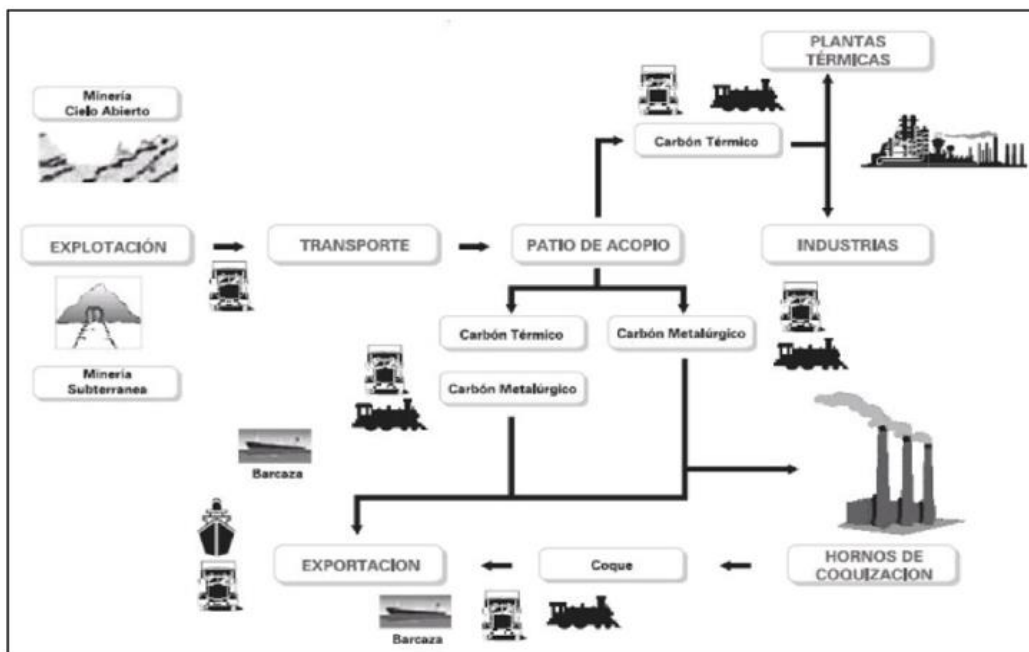 PLANTAS
TÉRMICAS
Minería
Cielo Abierto
Carbón Térmico
EXPLOTACIÓN
TRANSPORTE
PATIO DE ACOPIO
INDUSTRIAS
Carbón Térmico
Carbón Metalúrgico
Minería
Subterranea
Carbón Metalúrgico
Barcaza
EXPORTACION
Coque
HORNOS DE
COQUIZACION
Barcaza